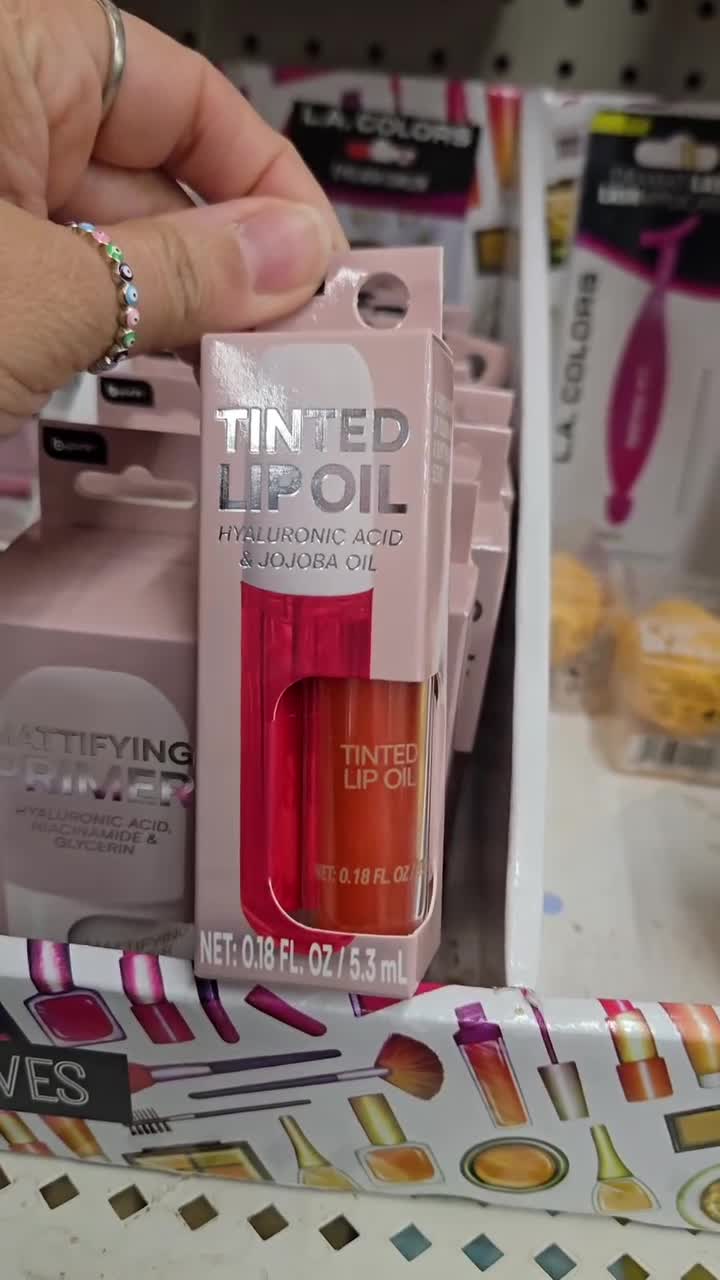 L.A. COLORS
TINTED
LIP OIL
HYALURONIC ACID
& JOJOBA OIL
TINTED
LIP OIL
NET: 0.18 FL. OZ
NET: 0.18 FL. OZ / 5.3 mL
MATTIFYING
PRIMER
HYALURONIC ACID,
NIACINAMIDE &
GLYCERIN
L.A. COLORS
VES